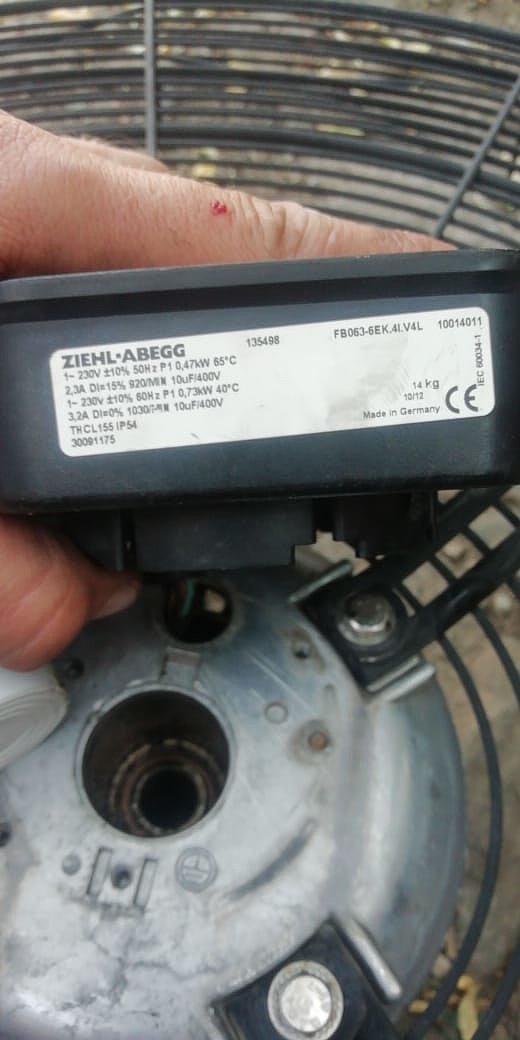 ZIEHL-ABEGG 135498 FB063-6EK.4I.V4L 10014011
1~ 230V ±10% 50Hz P1 0,47kW 65°C
2,3A DI=15% 920/MIN 10uF/400V
1~ 230V ±10% 60Hz P1 0,73kW 40°C
3,2A DI=0% 1030/MIN 10uF/400V
THCL155 IP54
30091175
14 kg
10/12
Made in Germany CE
IEC 60034-1